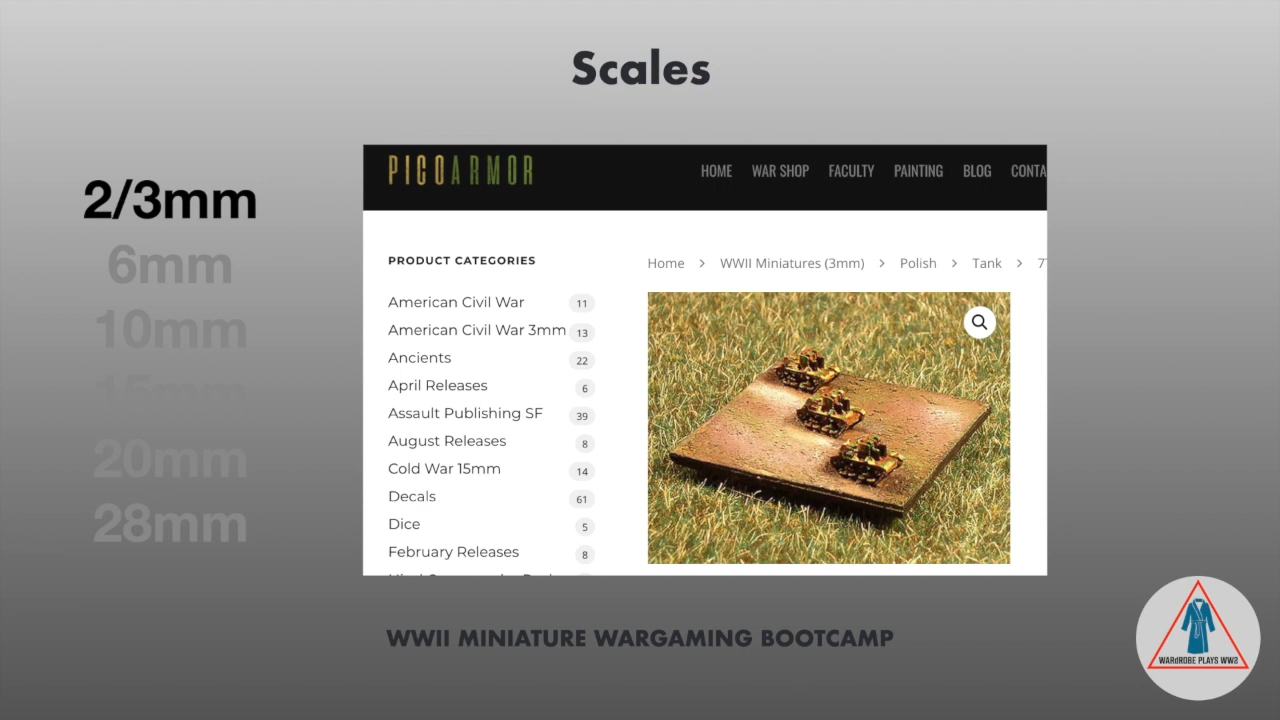 Scales
2/3mm
6mm
10mm
15mm
20mm
28mm
PICOARMOR
HOME WAR SHOP FACULTY PAINTING BLOG CONTA
PRODUCT CATEGORIES
American Civil War 11
American Civil War 3mm 13
Ancients 22
April Releases 6
Assault Publishing SF 39
August Releases 8
Cold War 15mm 14
Decals 61
Dice 5
February Releases 8
Home > WWII Miniatures (3mm) > Polish > Tank > 7
WWII MINIATURE WARGAMING BOOTCAMP
WARdROBE PLAYS WW2